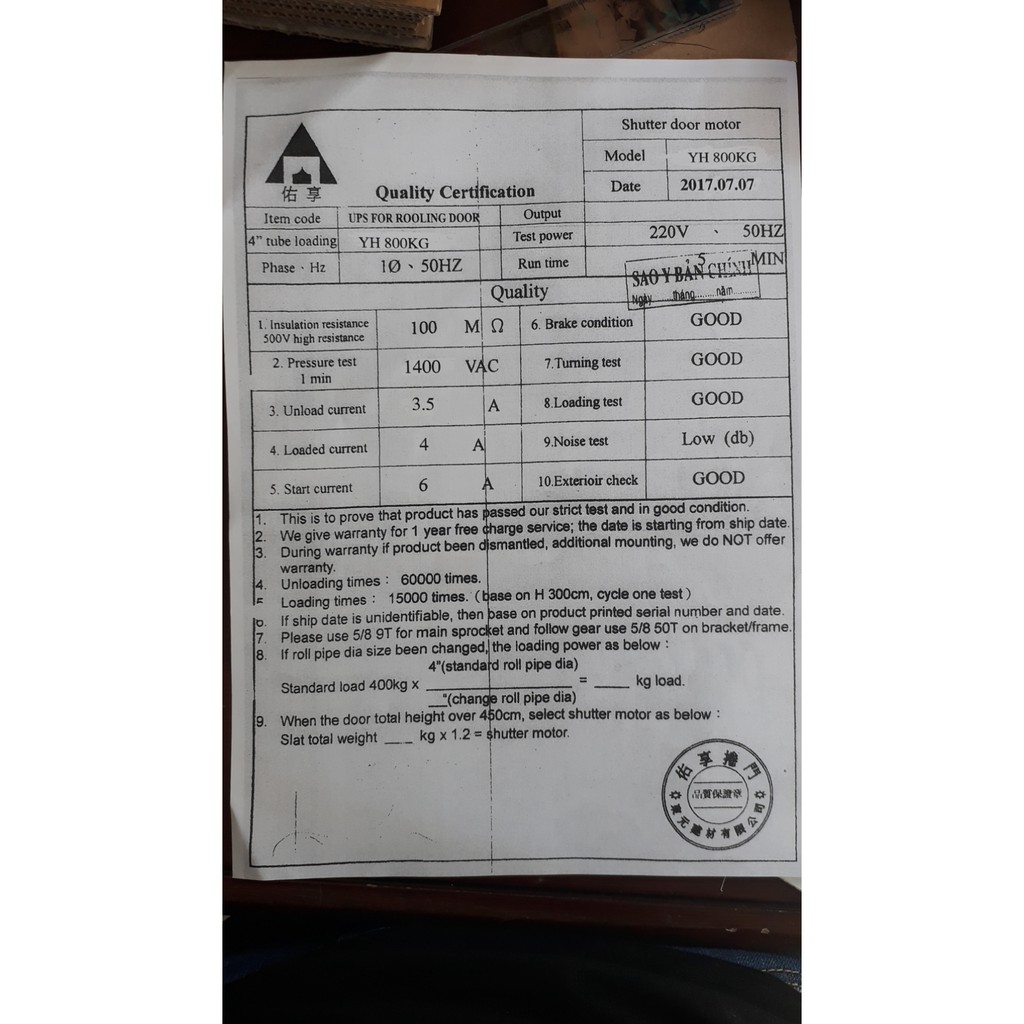 佑享
Quality Certification
Shutter door motor
Model YH 800KG
Date 2017.07.07
Item code UPS FOR ROOLING DOOR Output
4” tube loading YH 800KG Test power 220V 、 50HZ
Phase · Hz 1Ø 、 50HZ Run time 5 MIN
SAO Y BẢN CHÍNH
Ngày........tháng........năm..........
Quality
1. Insulation resistance
500V high resistance
100 M Ω
6. Brake condition GOOD
2. Pressure test
1 min
1400 VAC
7.Turning test GOOD
3. Unload current 3.5 A 8.Loading test GOOD
4. Loaded current 4 A 9.Noise test Low (db)
5. Start current 6 A 10.Exterioir check GOOD
1. This is to prove that product has passed our strict test and in good condition.
2. We give warranty for 1 year free charge service; the date is starting from ship date.
3. During warranty if product been dismantled, additional mounting, we do NOT offer
warranty.
4. Unloading times : 60000 times.
Loading times : 15000 times. ( base on H 300cm, cycle one test )
If ship date is unidentifiable, then base on product printed serial number and date.
7. Please use 5/8 9T for main sprocket and follow gear use 5/8 50T on bracket/frame.
8. If roll pipe dia size been changed, the loading power as below :
4"(standard roll pipe dia)
Standard load 400kg x ____________________ = _____ kg load.
___"(change roll pipe dia)
9. When the door total height over 450cm, select shutter motor as below :
Slat total weight ____ kg x 1.2 = shutter motor.
佑享捲門
品質保證章
東元建材有限公司